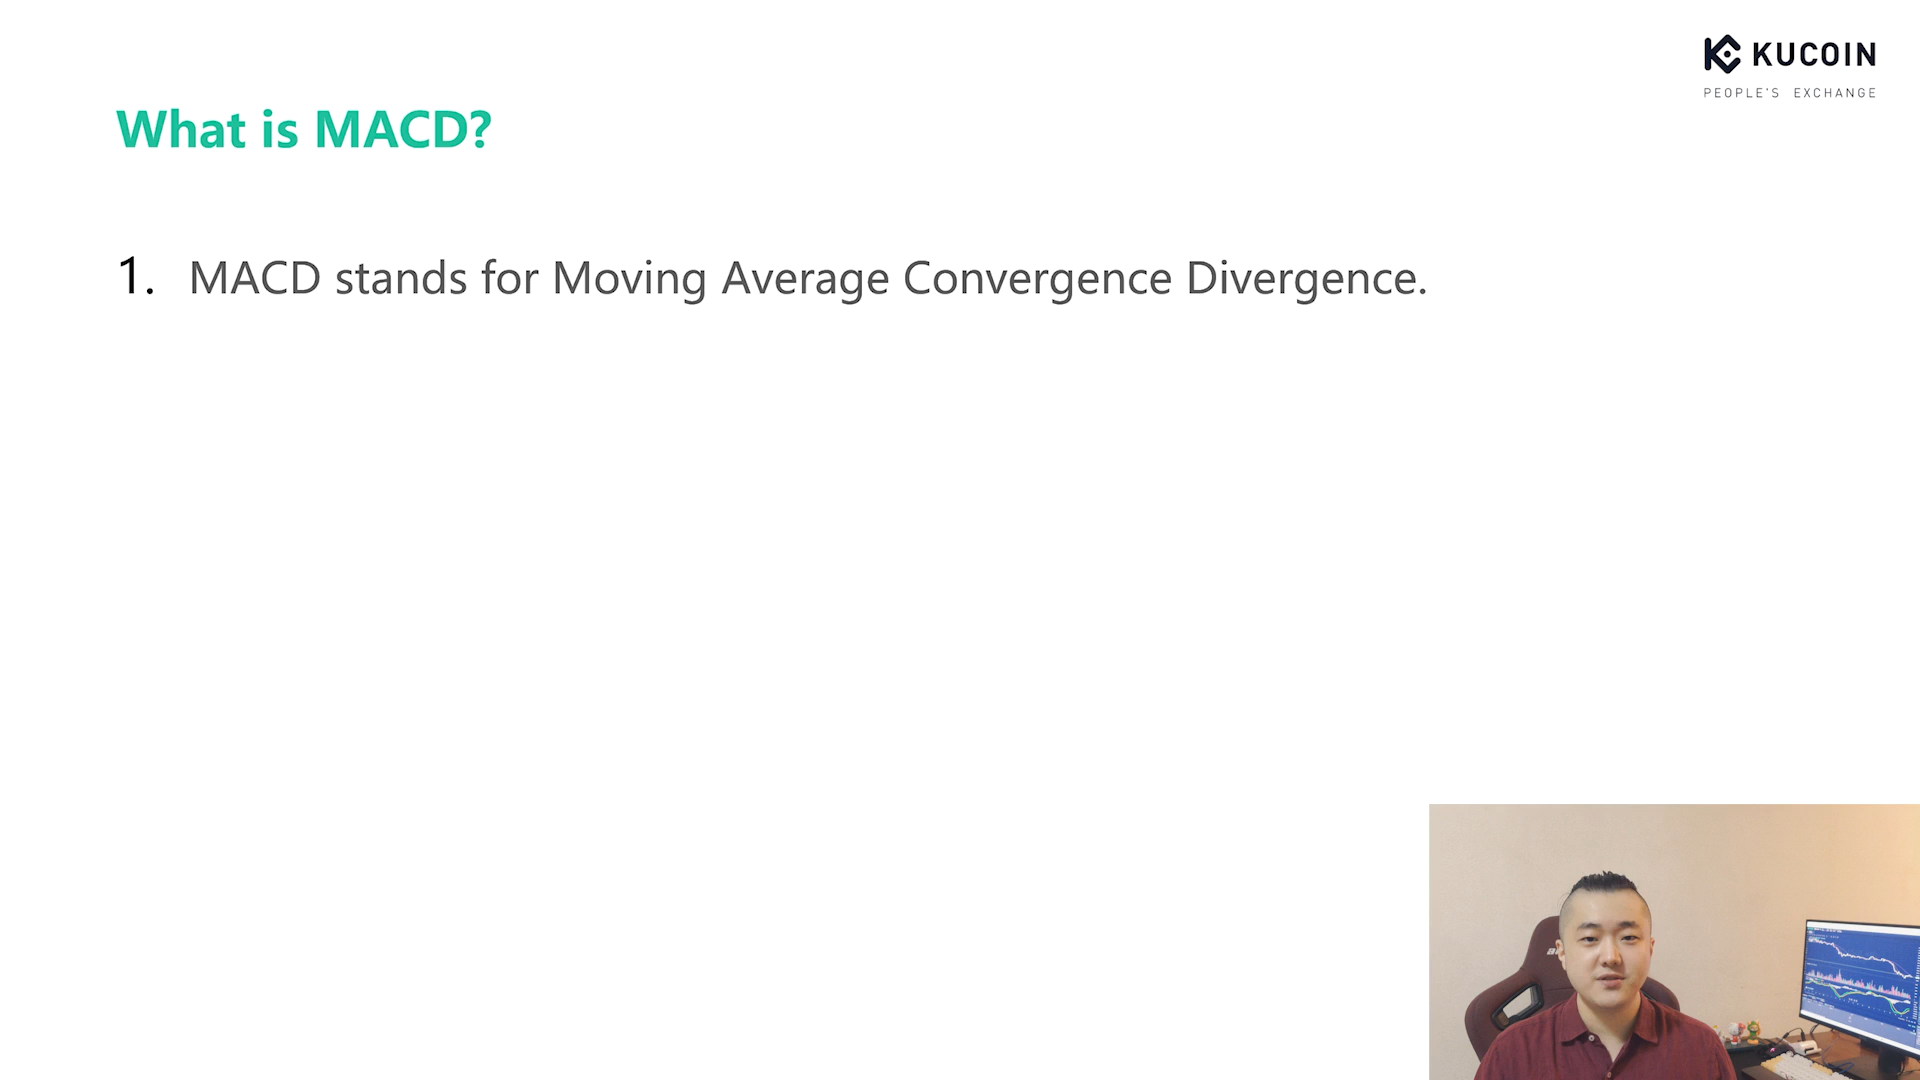 KUCOIN
PEOPLE'S EXCHANGE
What is MACD?
1. MACD stands for Moving Average Convergence Divergence.